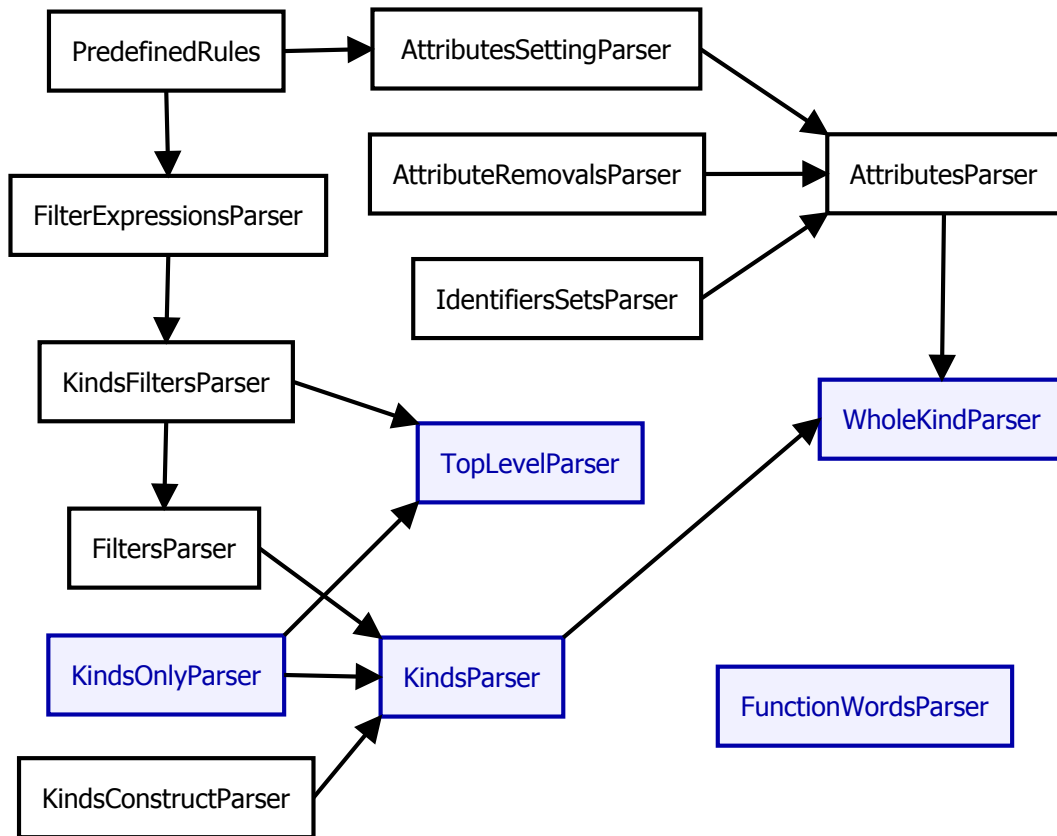 PredefinedRules
AttributesSettingParser
AttributeRemovalsParser
AttributesParser
FilterExpressionsParser
IdentifiersSetsParser
KindsFiltersParser
WholeKindParser
TopLevelParser
FiltersParser
KindsOnlyParser
KindsParser
FunctionWordsParser
KindsConstructParser